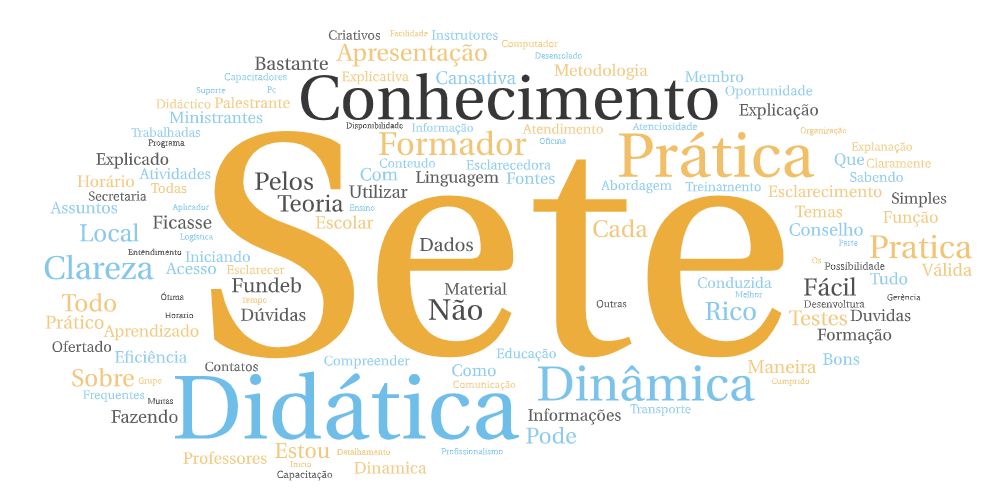 Criativos
Facilidade
Instrutores
Computador
Apresentação
Desenrolado
Bastante
Metodologia
Capacitadores
Explicativa
Cansativa
Membro
Suporte
Pc
Conhecimento
Oportunidade
Didáctico
Palestrante
Explicação
Ministrantes
Disponibilidade
Informação
Atendimento
Atenciosidade
Organização
Trabalhadas
Programa
Formador
Oficina
Prática
Explanação
Explicado
Conteudo
Esclarecedora
Que
Claramente
Atividades
Com
Linguagem
Fontes
Sabendo
Horário
Todas
Pelos
Utilizar
Abordagem
Treinamento
Esclarecimento
Secretaria
Teoria
Simples
Assuntos
Aplicadur
Ensino
Temas
Ficasse
Escolar
Função
Local
Logística
Sete
Cada
Conselho
Dados
Parte
Pratica
Entendimento
Iniciando
Os
Clareza
Acesso
Esclarecer
Possibilidade
Válida
Fundeb
Material
Conduzida
Fácil
Tudo
Ótima
Tempo
Melhor
Gerência
Todo
Não
Outras
Rico
Desenvoltura
Horario
Dúvidas
Testes
Duvidas
Prático
Aprendizado
Formação
Ofertado
Eficiência
Compreender
Educação
Bons
Contatos
Como
Maneira
Sobre
Grupo
Comunicação
Dinâmica
Cumprido
Frequentes
Muitas
Didática
Fazendo
Informações
Transporte
Pode
Professores
Estou
Detalhamento
Profissionalismo
Inicio
Dinamica
Capacitação